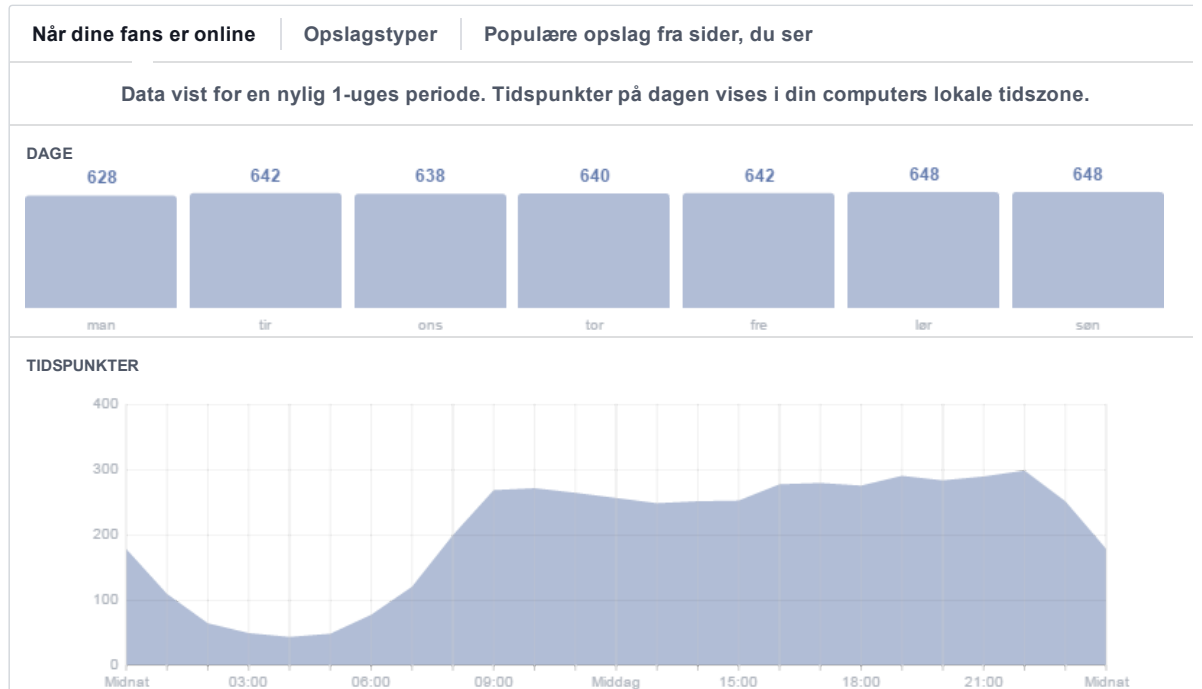 Når dine fans er online Opslagstyper Populære opslag fra sider, du ser
Data vist for en nylig 1-uges periode. Tidspunkter på dagen vises i din computers lokale tidszone.
DAGE
628 642 638 640 642 648 648
man tir ons tor fre lør søn
TIDSPUNKTER
400
300
200
100
0
Midnat 03:00 06:00 09:00 Middag 15:00 18:00 21:00 Midnat